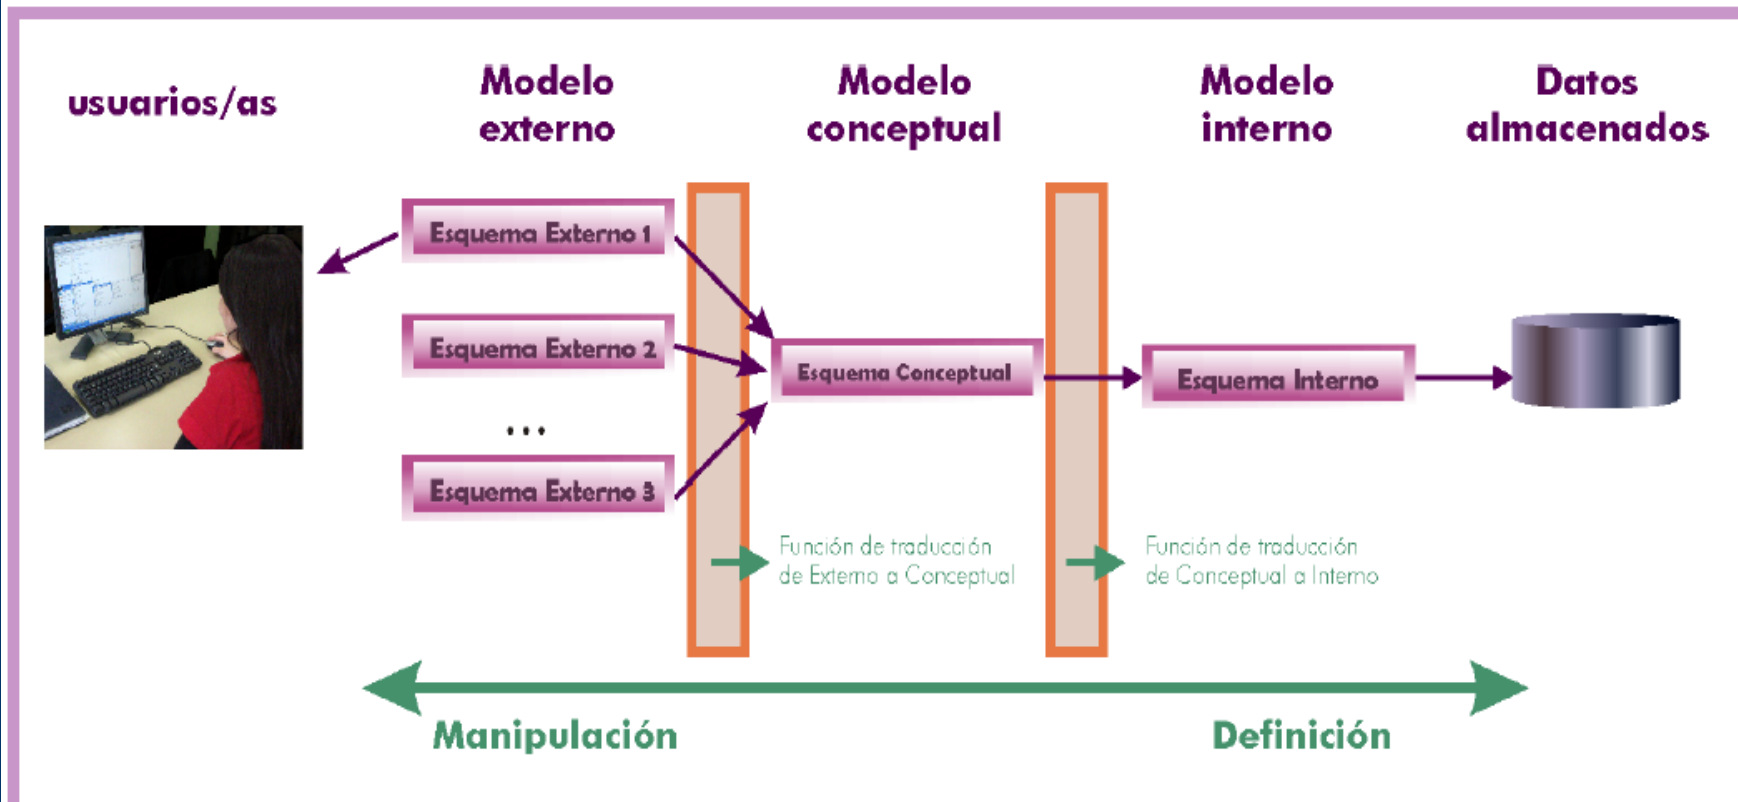 usuarios/as
Modelo
externo
Modelo
conceptual
Modelo
interno
Datos
almacenados
Esquema Externo 1
Esquema Externo 2
...
Esquema Externo 3
Esquema Conceptual
Esquema Interno
Función de traducción
de Externo a Conceptual
Función de traducción
de Conceptual a Interno
Manipulación
Definición